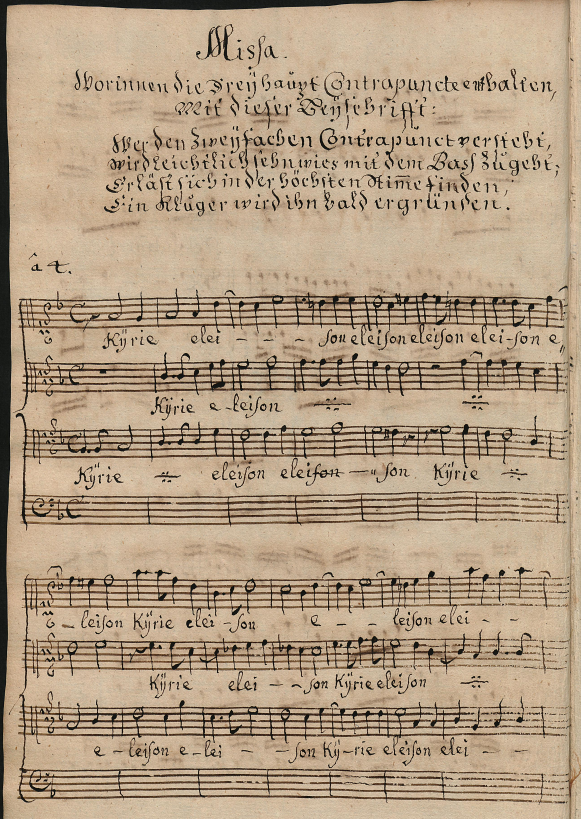 Missa.
Worinnen die Dreÿ haupt Contrapuncte enthalten,
Mit dieser Beÿschrifft:
Wer den Zweÿfachen Contrapunct versteht,
wird leichtlich sehn wies mit dem Bass zugeht,
Er läst sich in der höchsten Stim̅e finden,
Ein Kluger wird ihn bald ergründen.
â 4.
Kÿrie elei - - - son eleison eleison elei-son e
Kÿrie e-leison
Kÿrie eleison eleison - son Kÿrie
- leison Kÿrie elei-son e - - leison elei - -
Kÿrie elei - - son Kÿrie eleison
e-leison e-lei - - son Kÿ-rie eleison elei - -